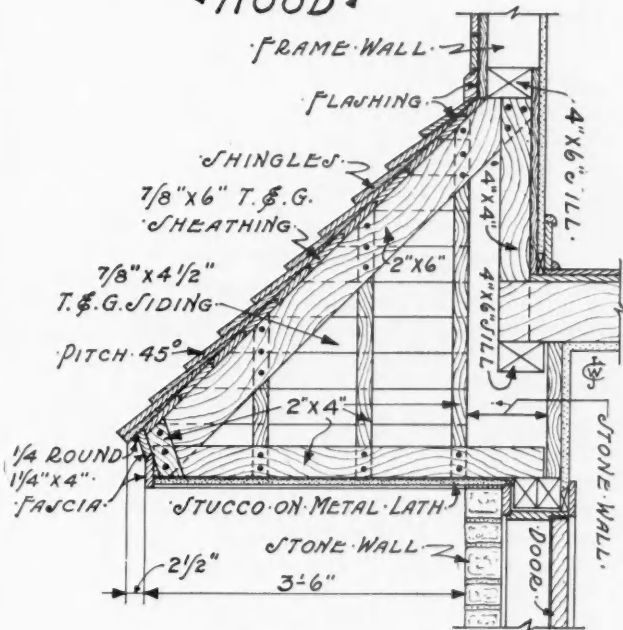 HOOD
FRAME WALL
FLASHING
4"X6" SILL
SHINGLES
7/8"X6" T.&G.
SHEATHING
4"X4"
2"X6"
7/8"X4 1/2"
T.&G. SIDING
4"X6" SILL
PITCH 45°
2"X4"
1/4 ROUND
1 1/4"X4"
FASCIA
STUCCO ON METAL LATH
STONE WALL
STONE WALL
DOOR
2 1/2"
3'-6"